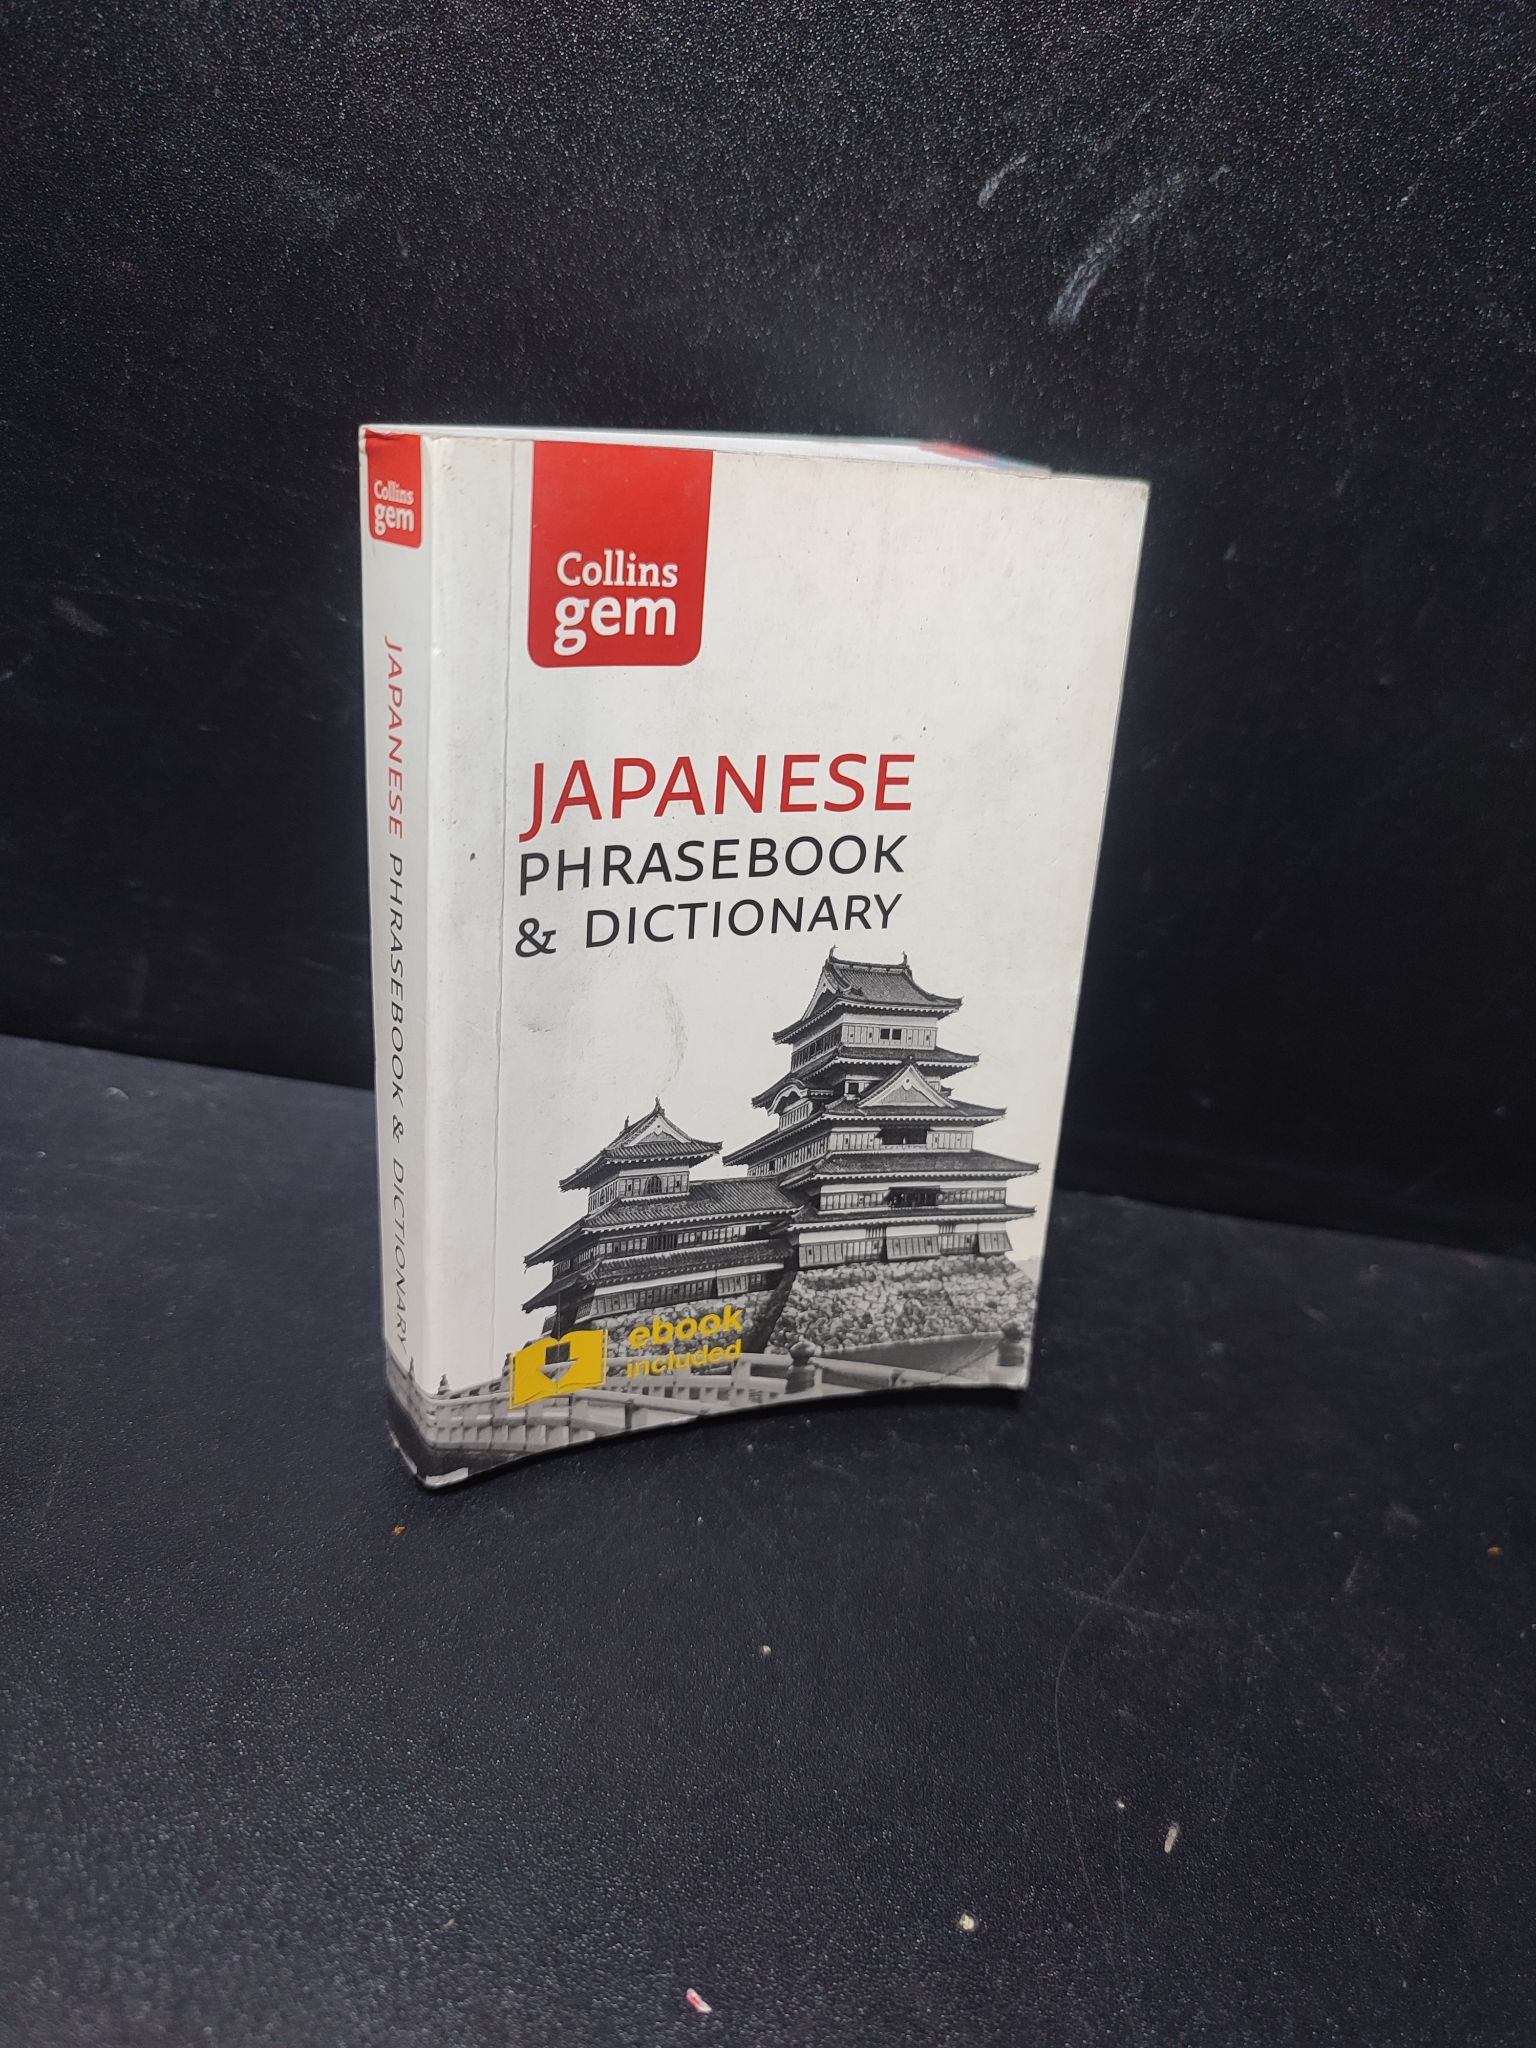 Collins
gem
JAPANESE PHRASEBOOK & DICTIONARY
Collins
gem
JAPANESE
PHRASEBOOK
& DICTIONARY
ebook
included